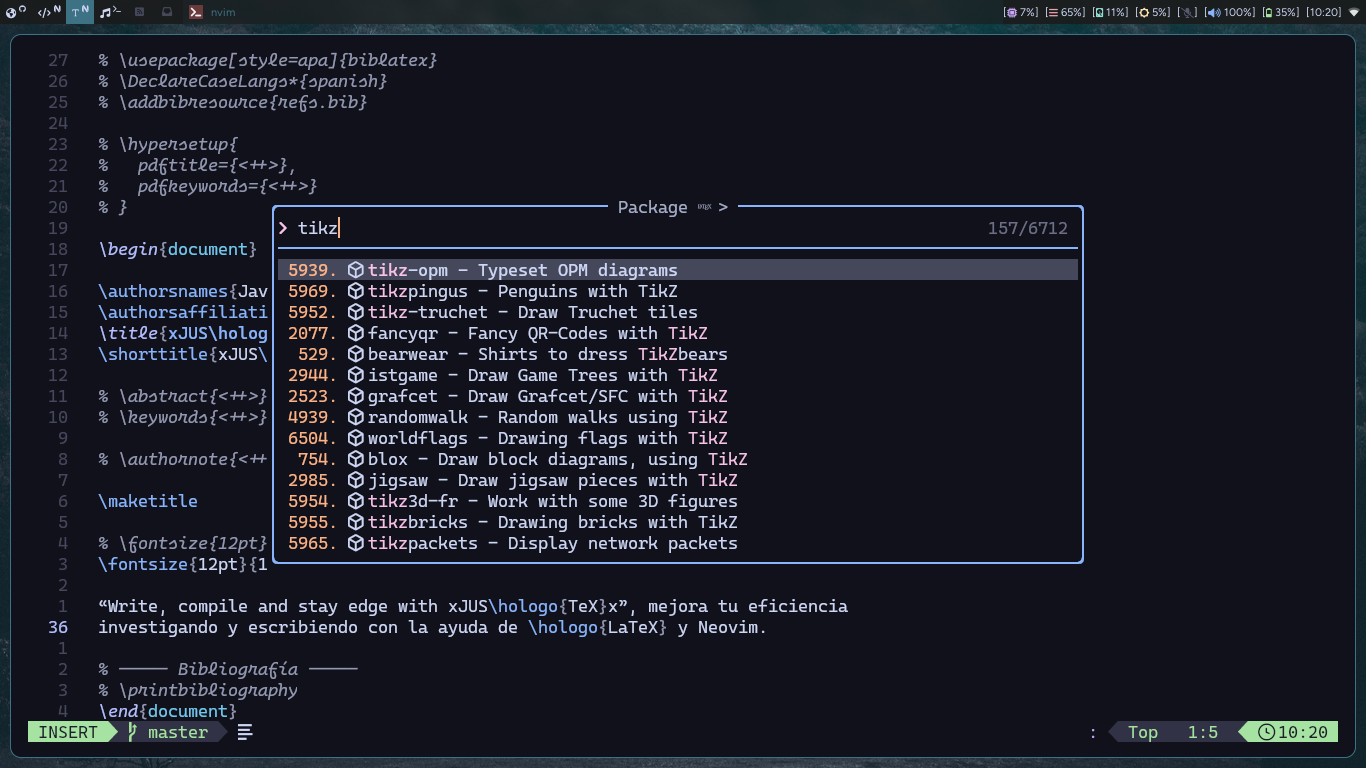 nvim [7%] [65%] [11%] [5%] [] [100%] [35%] [10:20]
27 % \usepackage[style=apa]{biblatex}
26 % \DeclareCaseLangs*{spanish}
25 % \addbibresource{refs.bib}
24
23 % \hypersetup{
22 %   pdftitle={<++>},
21 %   pdfkeywords={<++>}
20 % }
19
18 \begin{document}
17
16 \authorsnames{Jav
15 \authorsaffiliati
14 \title{xJUS\holog
13 \shorttitle{xJUS\
12
11 % \abstract{<++>}
10 % \keywords{<++>}
9
8 % \authornote{<++
7
6 \maketitle
5
4 % \fontsize{12pt}
3 \fontsize{12pt}{1
2
1 “Write, compile and stay edge with xJUS\hologo{TeX}x”, mejora tu eficiencia
36 investigando y escribiendo con la ayuda de \hologo{LaTeX} y Neovim.
1
2 % ───── Bibliografía ─────
3 % \printbibliography
4 \end{document}
Package >
❯ tikz 157/6712
5939. tikz-opm - Typeset OPM diagrams
5969. tikzpingus - Penguins with TikZ
5952. tikz-truchet - Draw Truchet tiles
2077. fancyqr - Fancy QR-Codes with TikZ
529. bearwear - Shirts to dress TikZbears
2944. istgame - Draw Game Trees with TikZ
2523. grafcet - Draw Grafcet/SFC with TikZ
4939. randomwalk - Random walks using TikZ
6504. worldflags - Drawing flags with TikZ
754. blox - Draw block diagrams, using TikZ
2985. jigsaw - Draw jigsaw pieces with TikZ
5954. tikz3d-fr - Work with some 3D figures
5955. tikzbricks - Drawing bricks with TikZ
5965. tikzpackets - Display network packets
INSERT master : Top 1:5 10:20